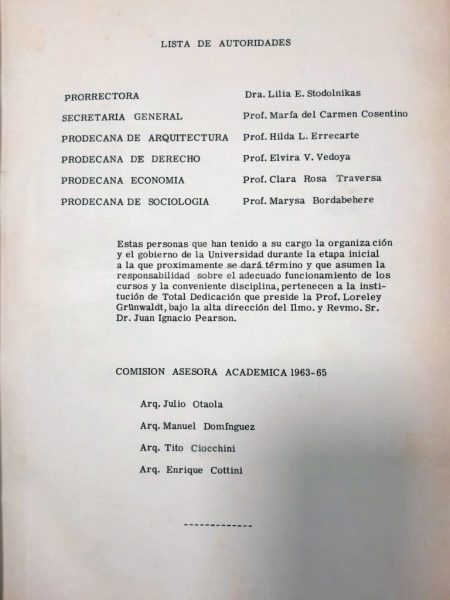 LISTA DE AUTORIDADES
PRORRECTORA Dra. Lilia E. Stodolnikas
SECRETARIA GENERAL Prof. María del Carmen Cosentino
PRODECANA DE ARQUITECTURA Prof. Hilda L. Errecarte
PRODECANA DE DERECHO Prof. Elvira V. Vedoya
PRODECANA ECONOMIA Prof. Clara Rosa Traversa
PRODECANA DE SOCIOLOGIA Prof. Marysa Bordabehere
Estas personas que han tenido a su cargo la organización
y el gobierno de la Universidad durante la etapa inicial
a la que proximamente se dará término y que asumen la
responsabilidad sobre el adecuado funcionamiento de los
cursos y la conveniente disciplina, pertenecen a la insti-
tución de Total Dedicación que preside la Prof. Loreley
Grünwaldt, bajo la alta dirección del Ilmo. y Revmo. Sr.
Dr. Juan Ignacio Pearson.
COMISION ASESORA ACADEMICA 1963-65
Arq. Julio Otaola
Arq. Manuel Domínguez
Arq. Tito Ciocchini
Arq. Enrique Cottini
-------------